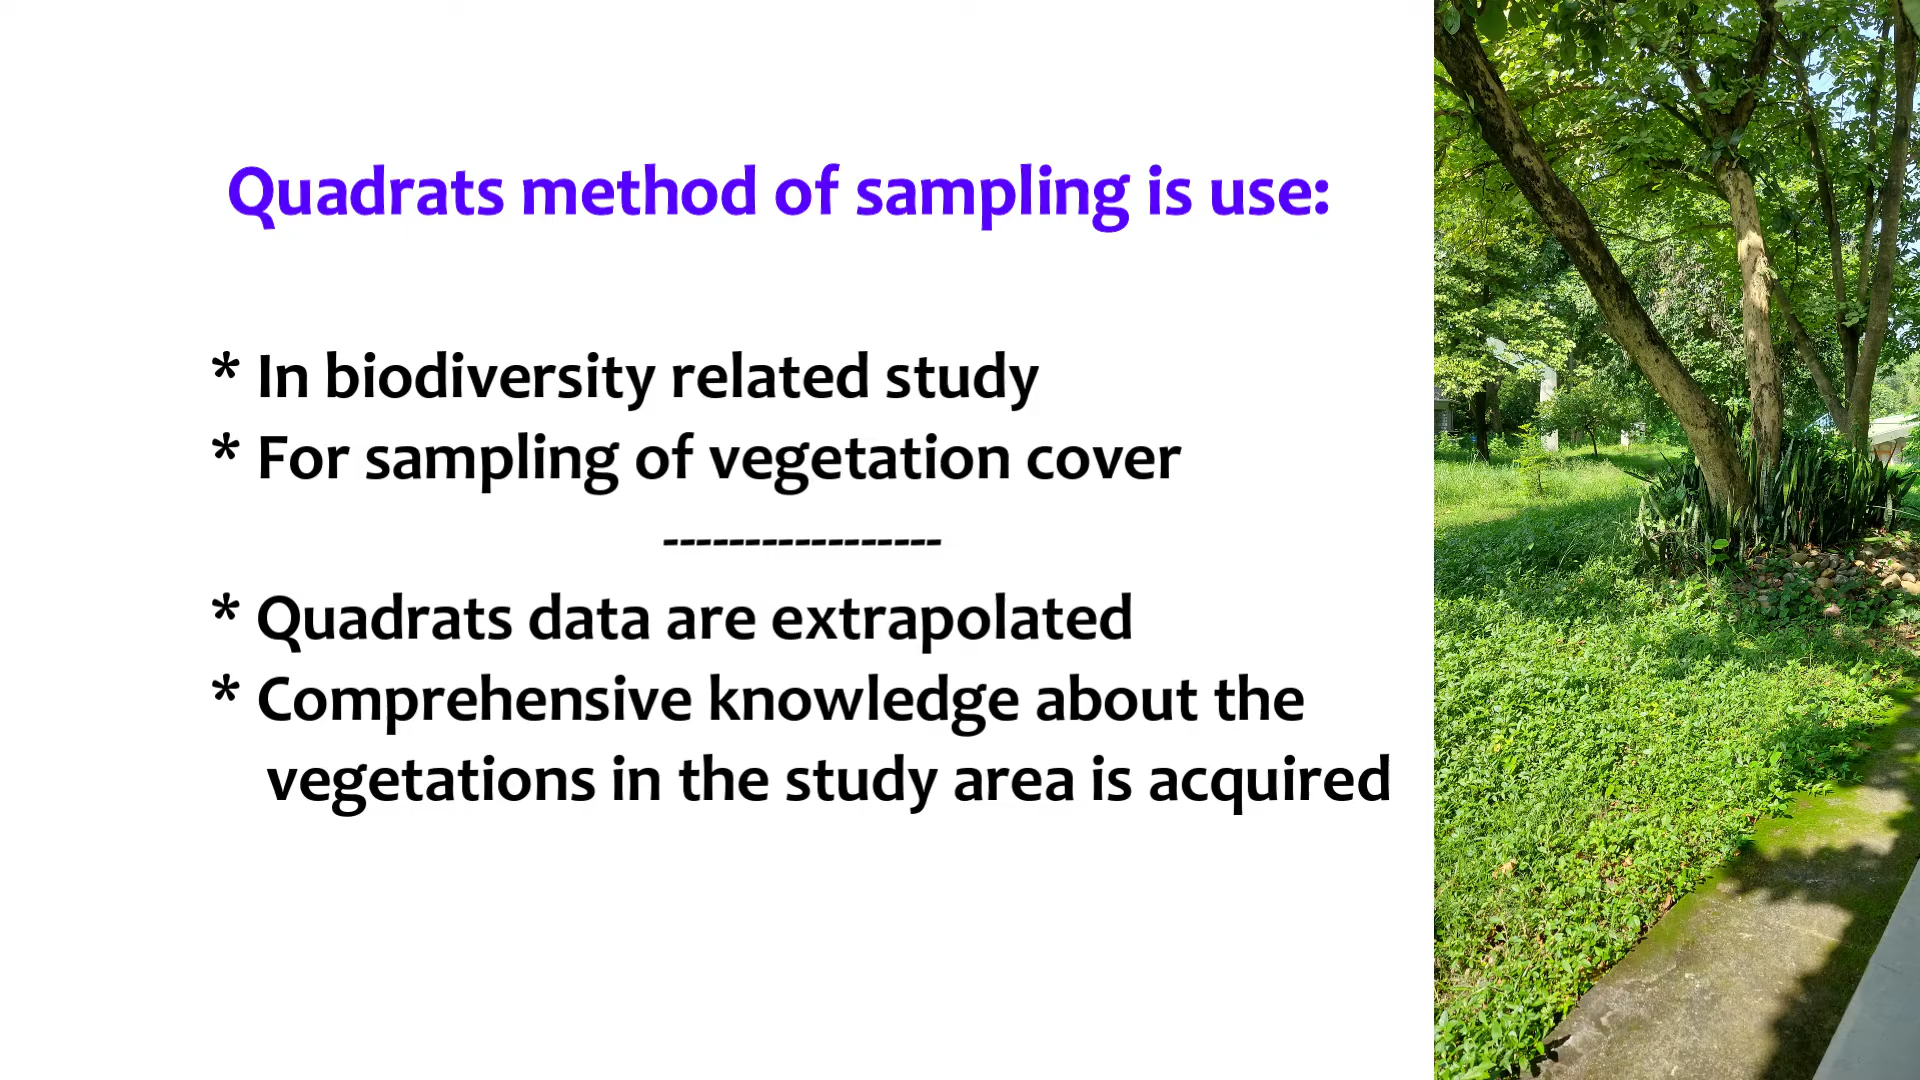 Quadrats method of sampling is use:
* In biodiversity related study
* For sampling of vegetation cover
-----------------
* Quadrats data are extrapolated
* Comprehensive knowledge about the
vegetations in the study area is acquired